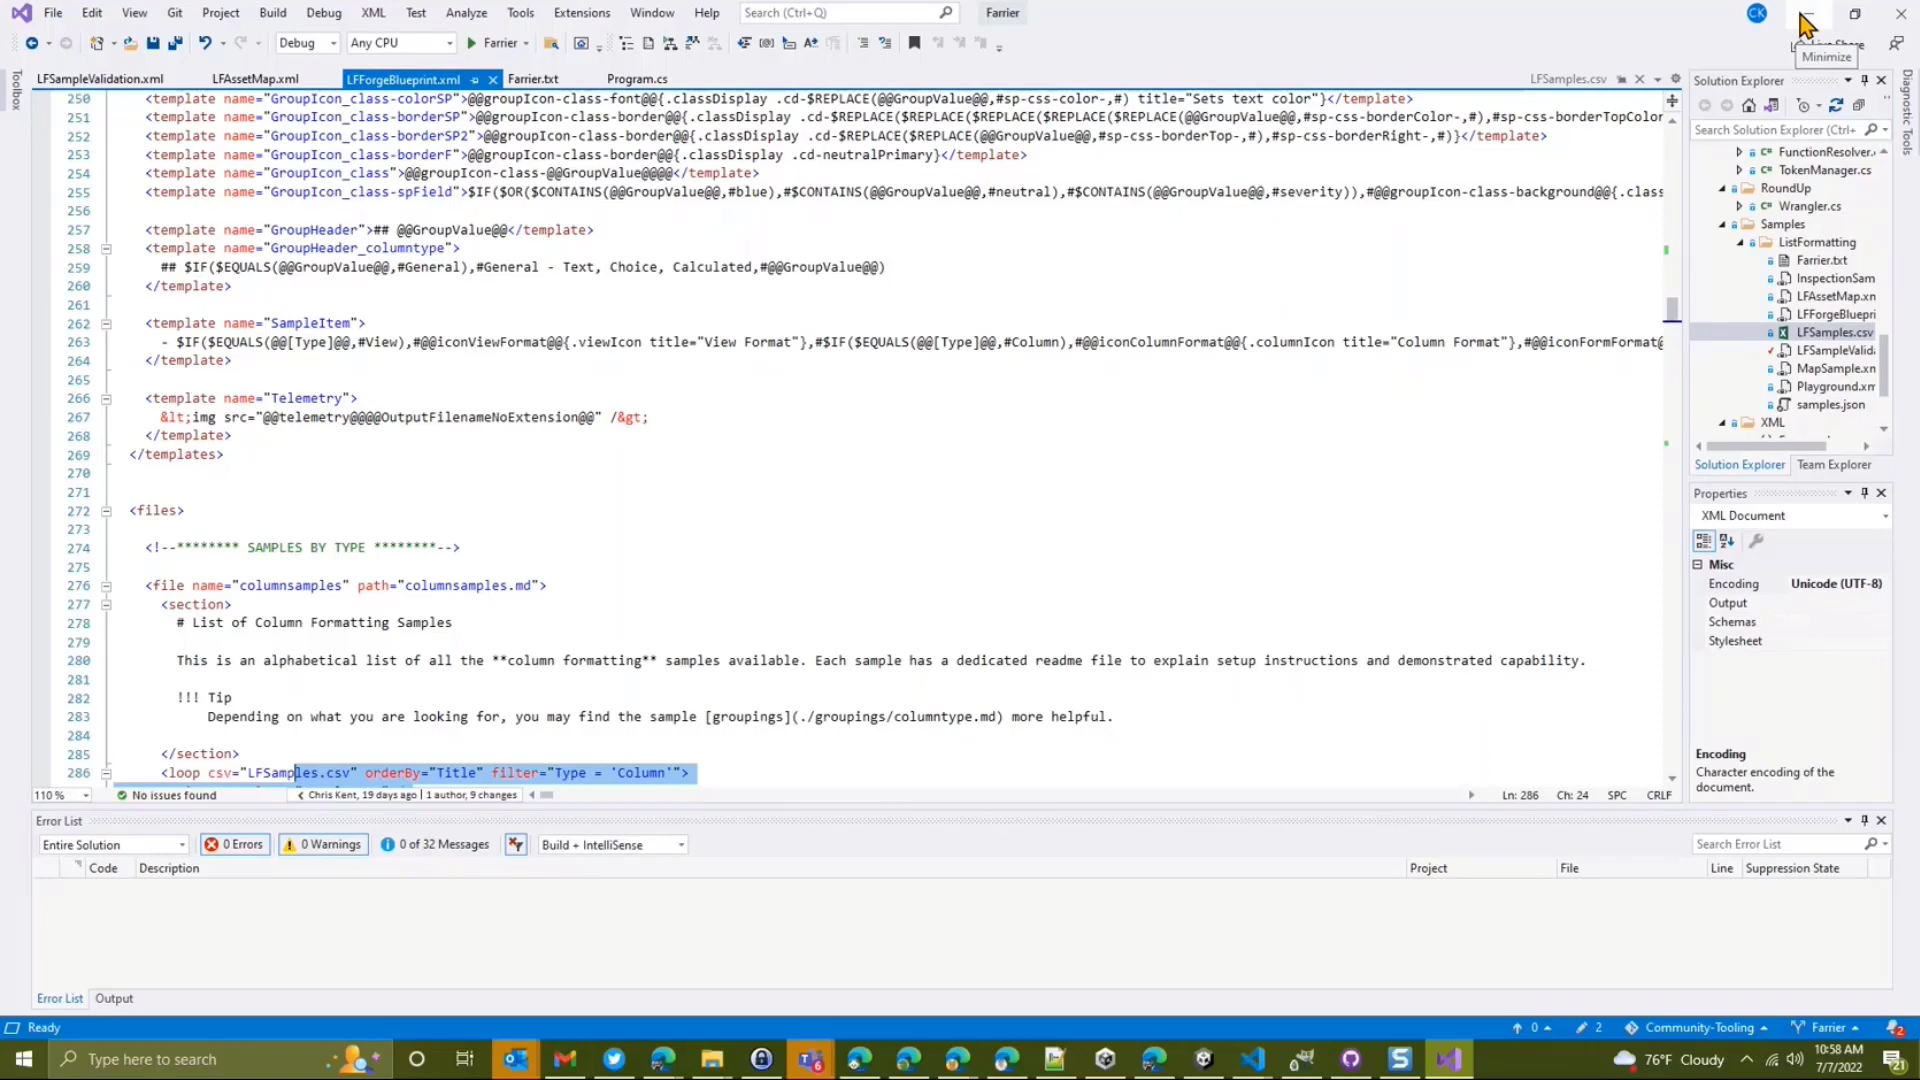 File Edit View Git Project Build Debug XML Test Analyze Tools Extensions Window Help Search (Ctrl+Q) Farrier CK
Debug Any CPU Farrier Live Share
Minimize
Toolbox
LFSampleValidation.xml LFAssetMap.xml LFForgeBlueprint.xml Farrier.txt Program.cs LFSamples.csv
250 <template name="GroupIcon_class-colorSP">@@groupIcon-class-font@@{.classDisplay .cd-$REPLACE(@@GroupValue@@,#sp-css-color-,#) title="Sets text color"}</template>
251 <template name="GroupIcon_class-borderSP">@@groupIcon-class-border@@{.classDisplay .cd-$REPLACE($REPLACE($REPLACE($REPLACE($REPLACE(@@GroupValue@@,#sp-css-borderColor-,#),#sp-css-borderTopColor
252 <template name="GroupIcon_class-borderSP2">@@groupIcon-class-border@@{.classDisplay .cd-$REPLACE($REPLACE(@@GroupValue@@,#sp-css-borderTop-,#),#sp-css-borderRight-,#)}</template>
253 <template name="GroupIcon_class-borderF">@@groupIcon-class-border@@{.classDisplay .cd-neutralPrimary}</template>
254 <template name="GroupIcon_class">@@groupIcon-class-@@GroupValue@@@@</template>
255 <template name="GroupIcon_class-spField">$IF($OR($CONTAINS(@@GroupValue@@,#blue),#$CONTAINS(@@GroupValue@@,#neutral),#$CONTAINS(@@GroupValue@@,#severity)),#@@groupIcon-class-background@@{.class
256
257 <template name="GroupHeader">## @@GroupValue@@</template>
258 <template name="GroupHeader_columntype">
259 ## $IF($EQUALS(@@GroupValue@@,#General),#General - Text, Choice, Calculated,#@@GroupValue@@)
260 </template>
261
262 <template name="SampleItem">
263 - $IF($EQUALS(@@[Type]@@,#View),#@@iconViewFormat@@{.viewIcon title="View Format"},#$IF($EQUALS(@@[Type]@@,#Column),#@@iconColumnFormat@@{.columnIcon title="Column Format"},#@@iconFormFormat@
264 </template>
265
266 <template name="Telemetry">
267 &lt;img src="@@telemetry@@@@OutputFilenameNoExtension@@" /&gt;
268 </template>
269 </templates>
270
271
272 <files>
273
274 <!--******** SAMPLES BY TYPE ********-->
275
276 <file name="columnsamples" path="columnsamples.md">
277 <section>
278 # List of Column Formatting Samples
279
280 This is an alphabetical list of all the **column formatting** samples available. Each sample has a dedicated readme file to explain setup instructions and demonstrated capability.
281
282 !!! Tip
283 Depending on what you are looking for, you may find the sample [groupings](./groupings/columntype.md) more helpful.
284
285 </section>
286 <loop csv="LFSamples.csv" orderBy="Title" filter="Type = 'Column'">
110 % No issues found Chris Kent, 19 days ago | 1 author, 9 changes Ln: 286 Ch: 24 SPC CRLF
Solution Explorer
Search Solution Explorer (Ctrl+
C# FunctionResolver.
C# TokenManager.cs
RoundUp
C# Wrangler.cs
Samples
ListFormatting
Farrier.txt
InspectionSam
LFAssetMap.xn
LFForgeBluepri
LFSamples.csv
LFSampleValid
MapSample.xn
Playground.xm
samples.json
XML
Solution Explorer Team Explorer
Properties
XML Document
Misc
Encoding Unicode (UTF-8)
Output
Schemas
Stylesheet
Encoding
Character encoding of the
document.
Diagnostic Tools
Error List
Entire Solution 0 Errors 0 Warnings 0 of 32 Messages Build + IntelliSense Search Error List
Code Description Project File Line Suppression State
Error List Output
Ready 0 2 Community-Tooling Farrier 2
Type here to search 6 76°F Cloudy 10:58 AM
7/7/2022 21